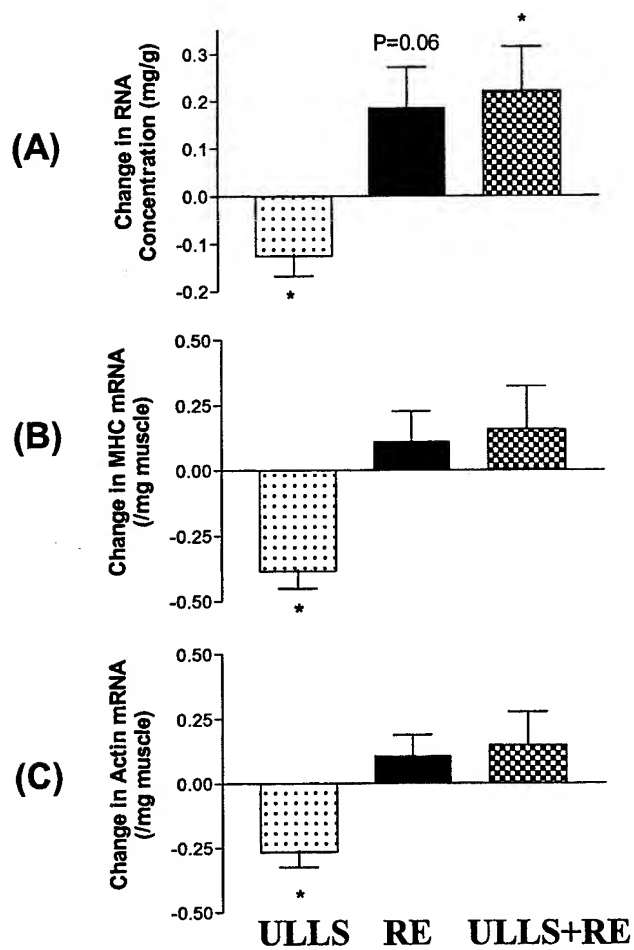 (A)
Change in RNA
Concentration (mg/g)
0.3
0.2
0.1
0.0
-0.1
-0.2
*
P=0.06
*
(B)
Change in MHC mRNA
(/mg muscle)
0.50
0.25
0.00
-0.25
-0.50
*
(C)
Change in Actin mRNA
(/mg muscle)
0.50
0.25
0.00
-0.25
-0.50
*
ULLS RE ULLS+RE